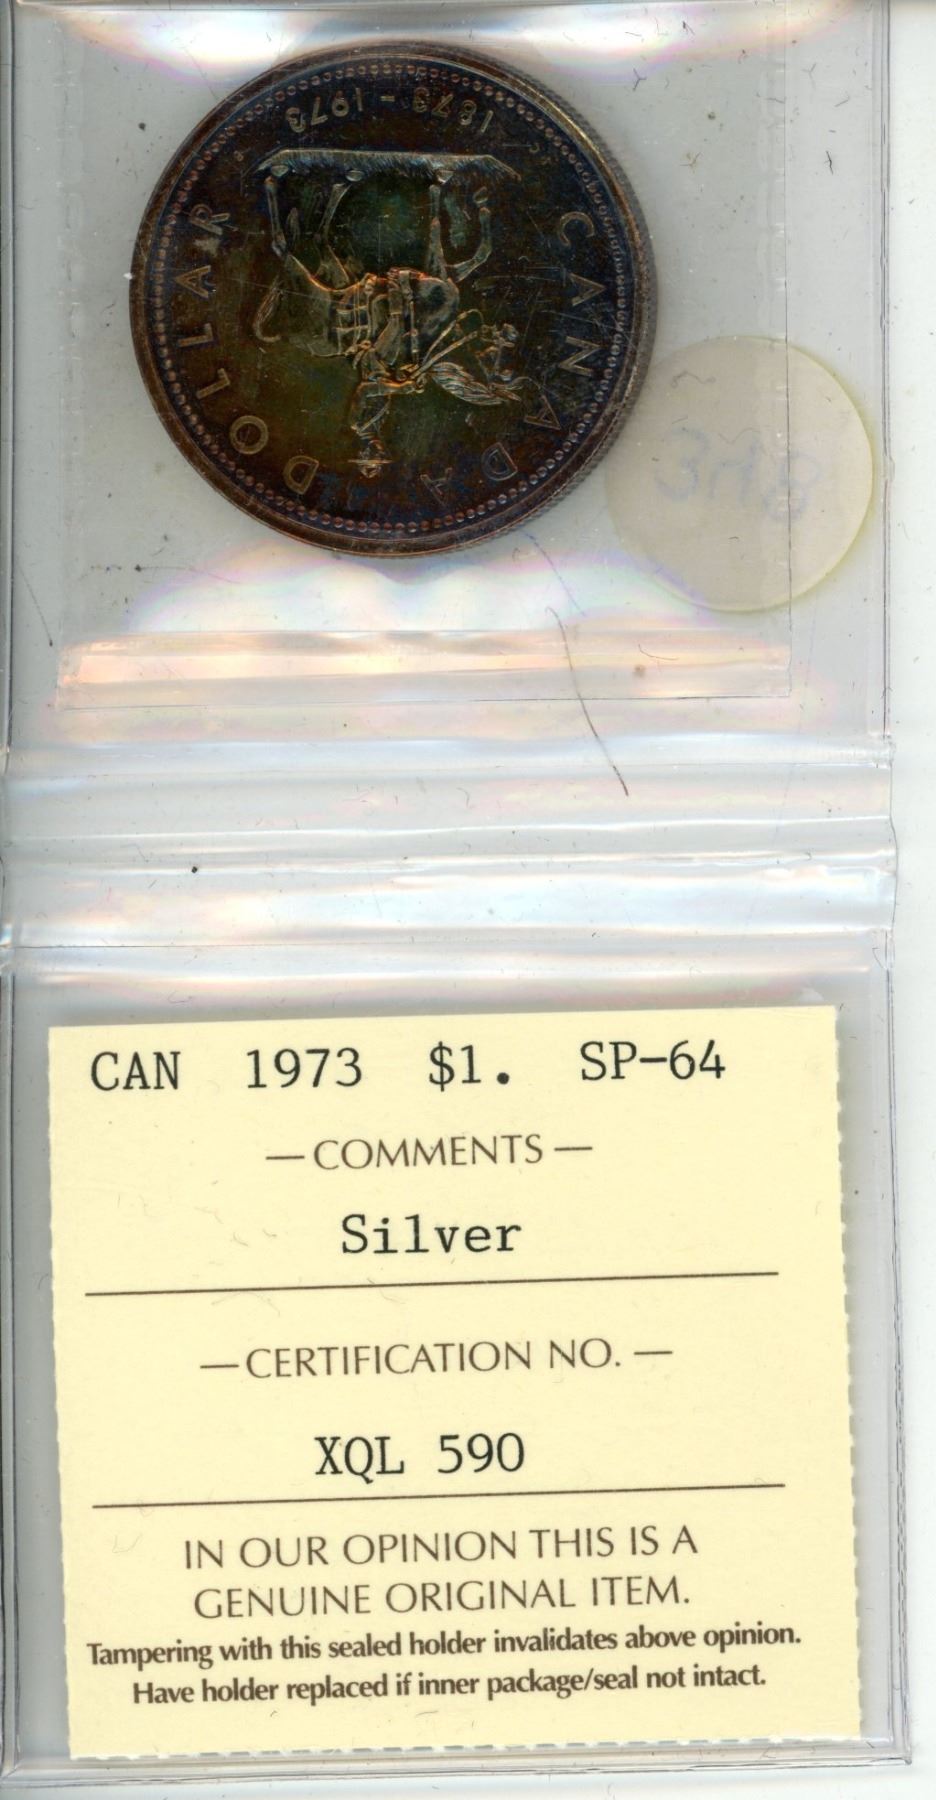 1873 - 1973
CANADA
DOLLAR
CAN 1973 $1. SP-64
— COMMENTS —
Silver
— CERTIFICATION NO. —
XQL 590
IN OUR OPINION THIS IS A
GENUINE ORIGINAL ITEM.
Tampering with this sealed holder invalidates above opinion.
Have holder replaced if inner package/seal not intact.